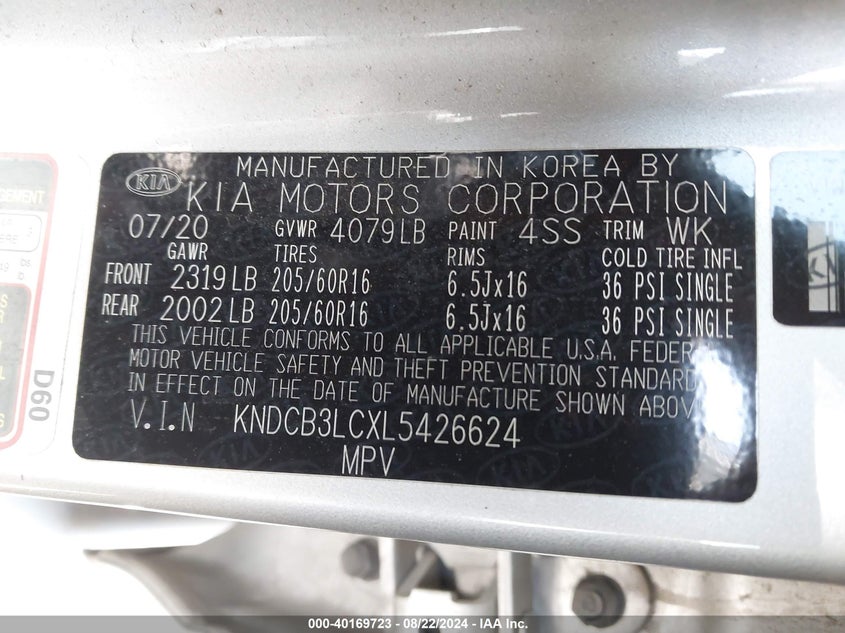 MANUFACTURED IN KOREA BY
KIA KIA MOTORS CORPORATION
07/20 GVWR 4079LB PAINT 4SS TRIM WK
GAWR TIRES RIMS COLD TIRE INFL
FRONT 2319LB 205/60R16 6.5Jx16 36 PSI SINGLE
REAR 2002LB 205/60R16 6.5Jx16 36 PSI SINGLE
THIS VEHICLE CONFORMS TO ALL APPLICABLE U.S.A. FEDER
MOTOR VEHICLE SAFETY AND THEFT PREVENTION STANDARD
IN EFFECT ON THE DATE OF MANUFACTURE SHOWN ABOV
V.I.N KNDCB3LCXL5426624
MPV
D60
000-40169723 - 08/22/2024 - IAA Inc.